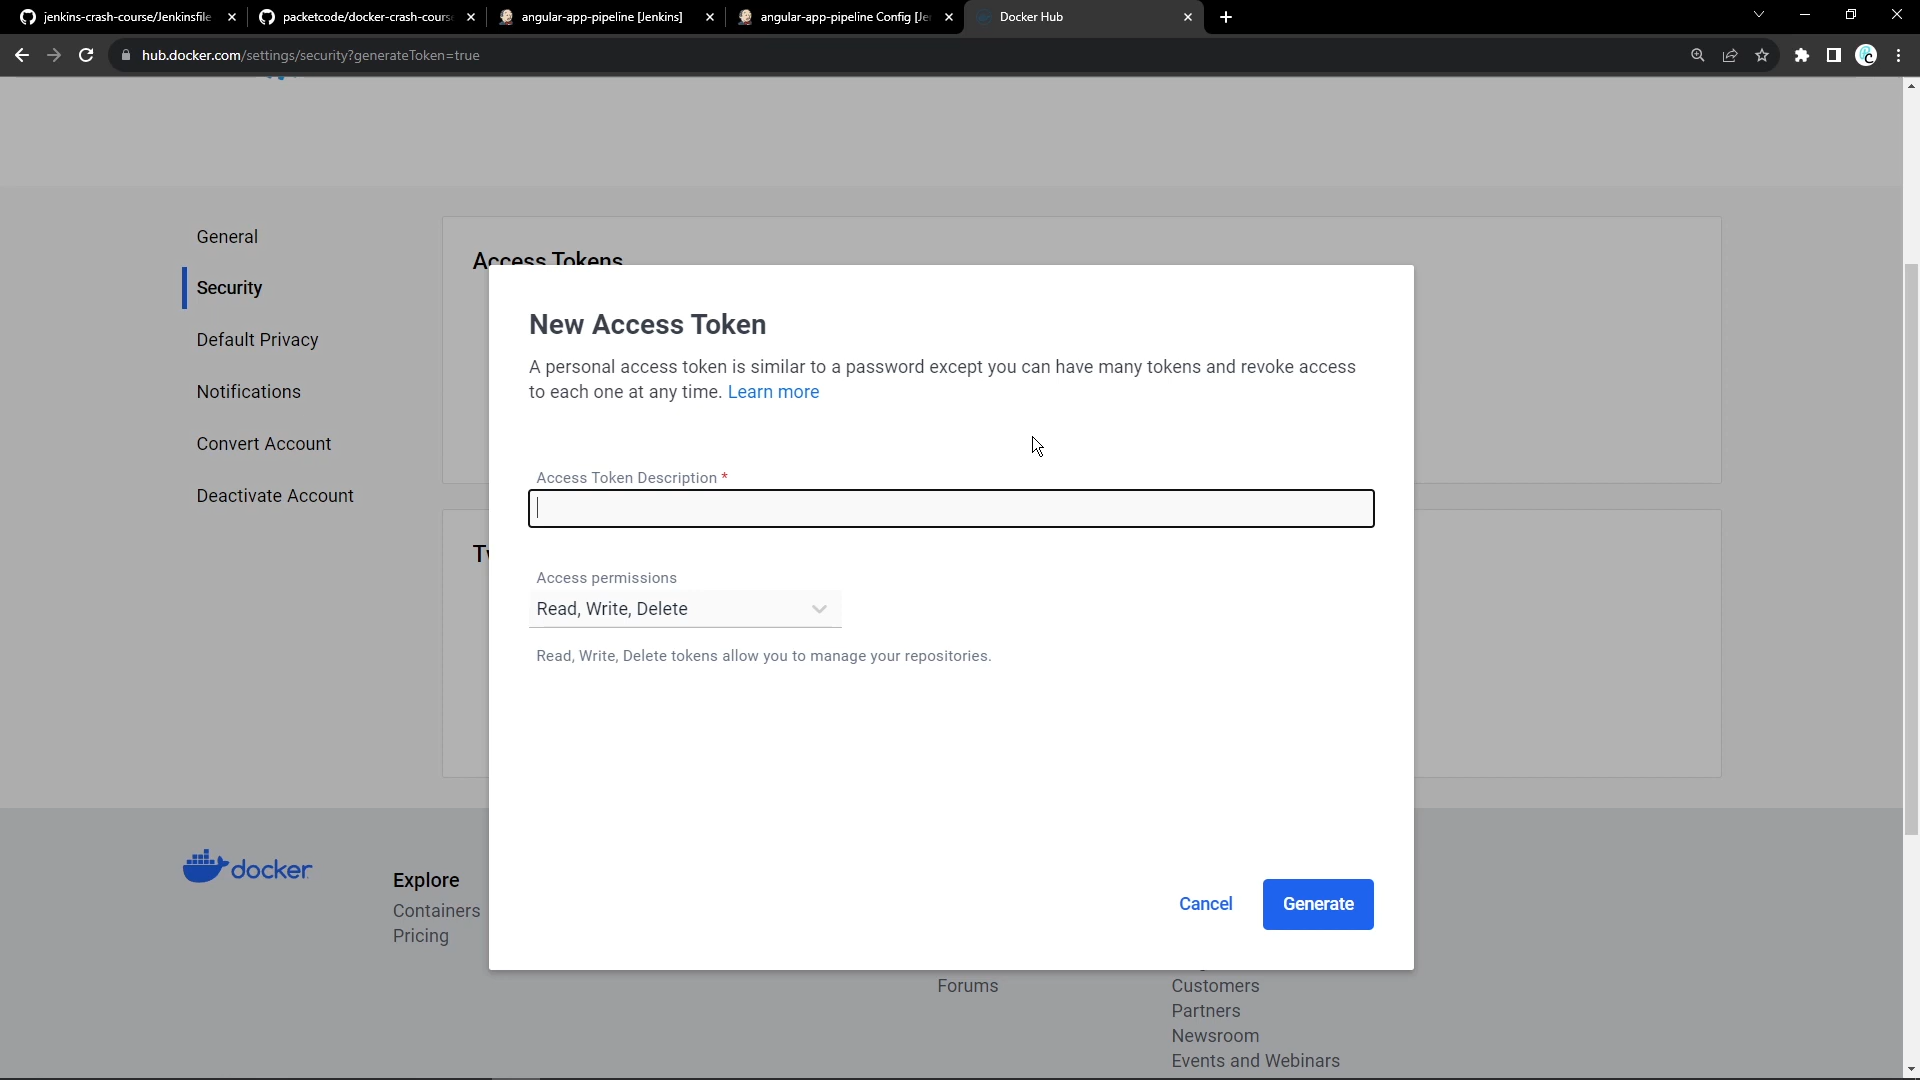 jenkins-crash-course/Jenkinsfile
packetcode/docker-crash-cours
angular-app-pipeline [Jenkins]
angular-app-pipeline Config [Je
Docker Hub
hub.docker.com/settings/security?generateToken=true
General
Security
Default Privacy
Notifications
Convert Account
Deactivate Account
Access Tokens
New Access Token
A personal access token is similar to a password except you can have many tokens and revoke access
to each one at any time. Learn more
Access Token Description *
Access permissions
Read, Write, Delete
Read, Write, Delete tokens allow you to manage your repositories.
Cancel
Generate
docker
Explore
Containers
Pricing
Forums
Customers
Partners
Newsroom
Events and Webinars